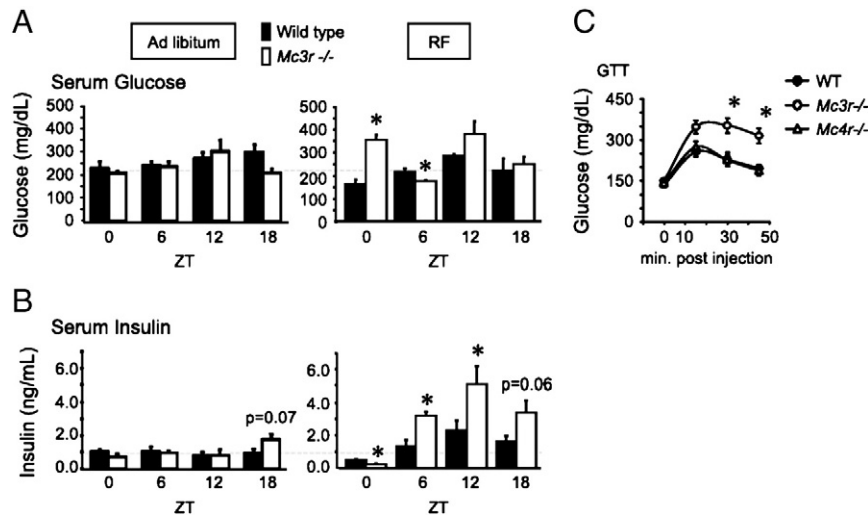 A
Ad libitum
Wild type
Mc3r -/-
RF
Serum Glucose
Glucose (mg/dL)
500
400
300
200
100
0
0 6 12 18
ZT
500
400
300
200
100
0
*
*
0 6 12 18
ZT
C
GTT
WT
Mc3r-/-
Mc4r-/-
Glucose (mg/dL)
450
300
150
0
* *
0 10 30 50
min. post injection
B
Serum Insulin
Insulin (ng/mL)
6.0
4.0
2.0
0.0
p=0.07
0 6 12 18
ZT
6.0
4.0
2.0
0.0
*
*
*
p=0.06
0 6 12 18
ZT